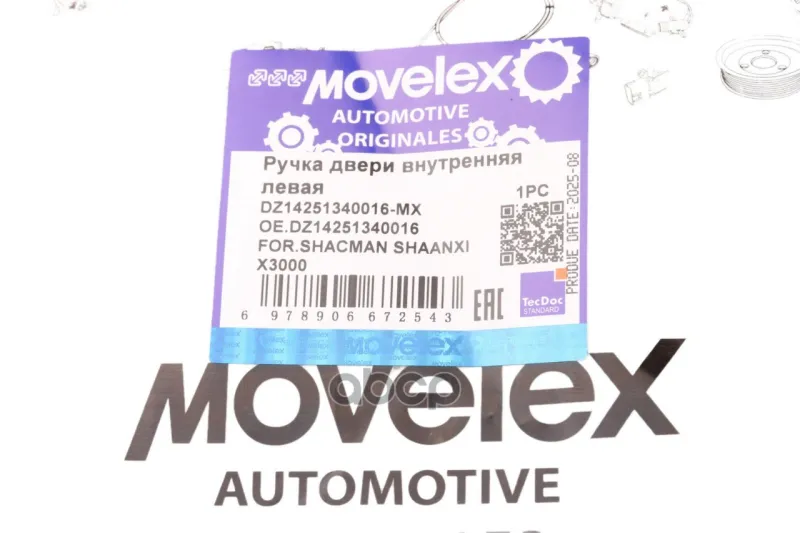 MOVELEX
AUTOMOTIVE
ORIGINALES
Ручка двери внутренняя
левая
DZ14251340016-MX
OE.DZ14251340016
FOR.SHACMAN SHAANXI
X3000
1PC
PRODUE DATE:2025-08
6 978906 672543
EAC
TecDoc
STANDARD
MOVELEX
MOVELEX
AUTOMOTIVE